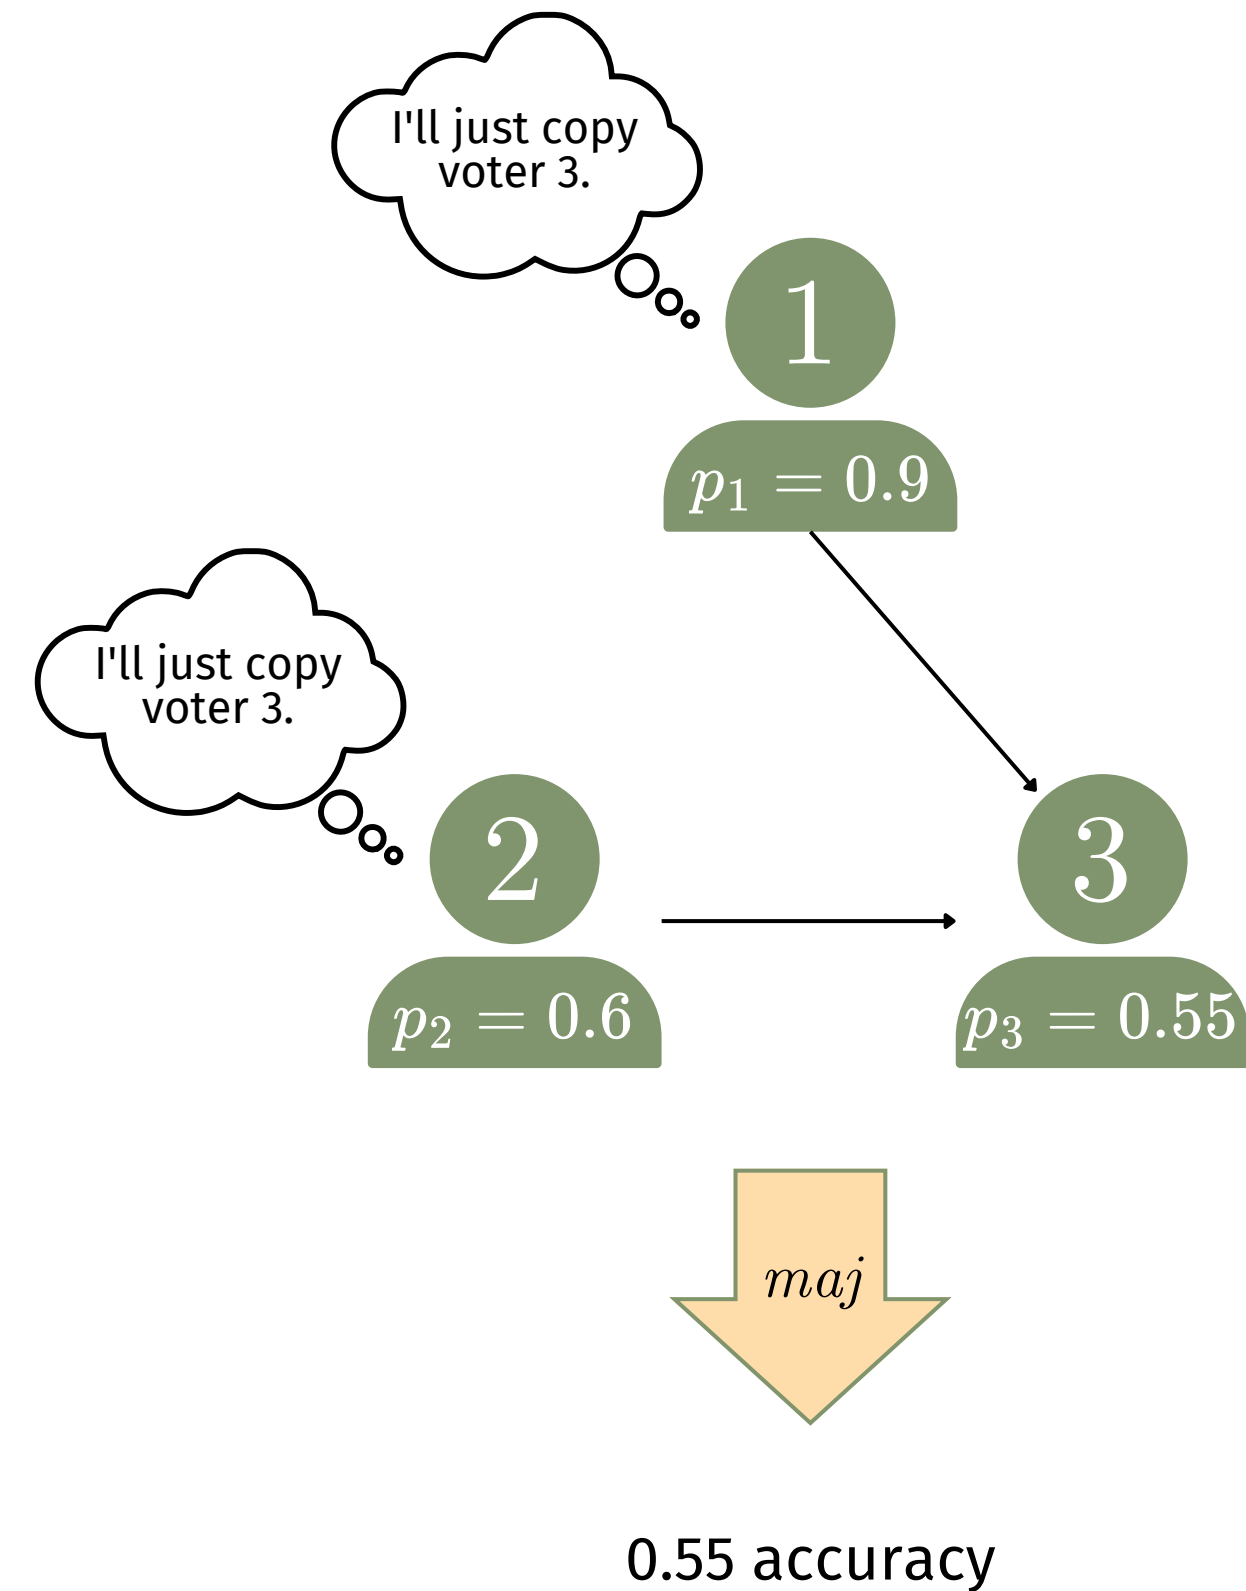 I'll just copy
voter 3.
1
p₁ = 0.9
I'll just copy
voter 3.
2
3
p₂ = 0.6
p₃ = 0.55
maj
0.55 accuracy